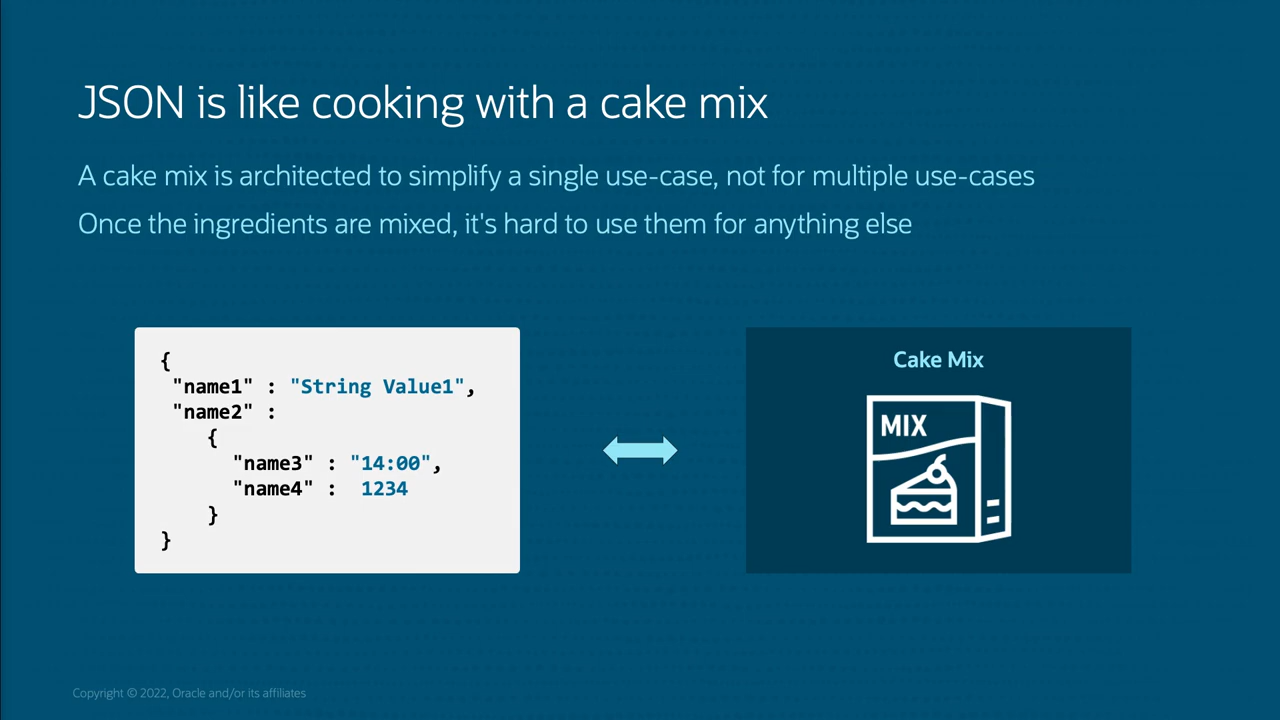 JSON is like cooking with a cake mix
A cake mix is architected to simplify a single use-case, not for multiple use-cases
Once the ingredients are mixed, it's hard to use them for anything else
{
"name1" : "String Value1",
"name2" :
{
"name3" : "14:00",
"name4" : 1234
}
}
Cake Mix
MIX
Copyright © 2022, Oracle and/or its affiliates